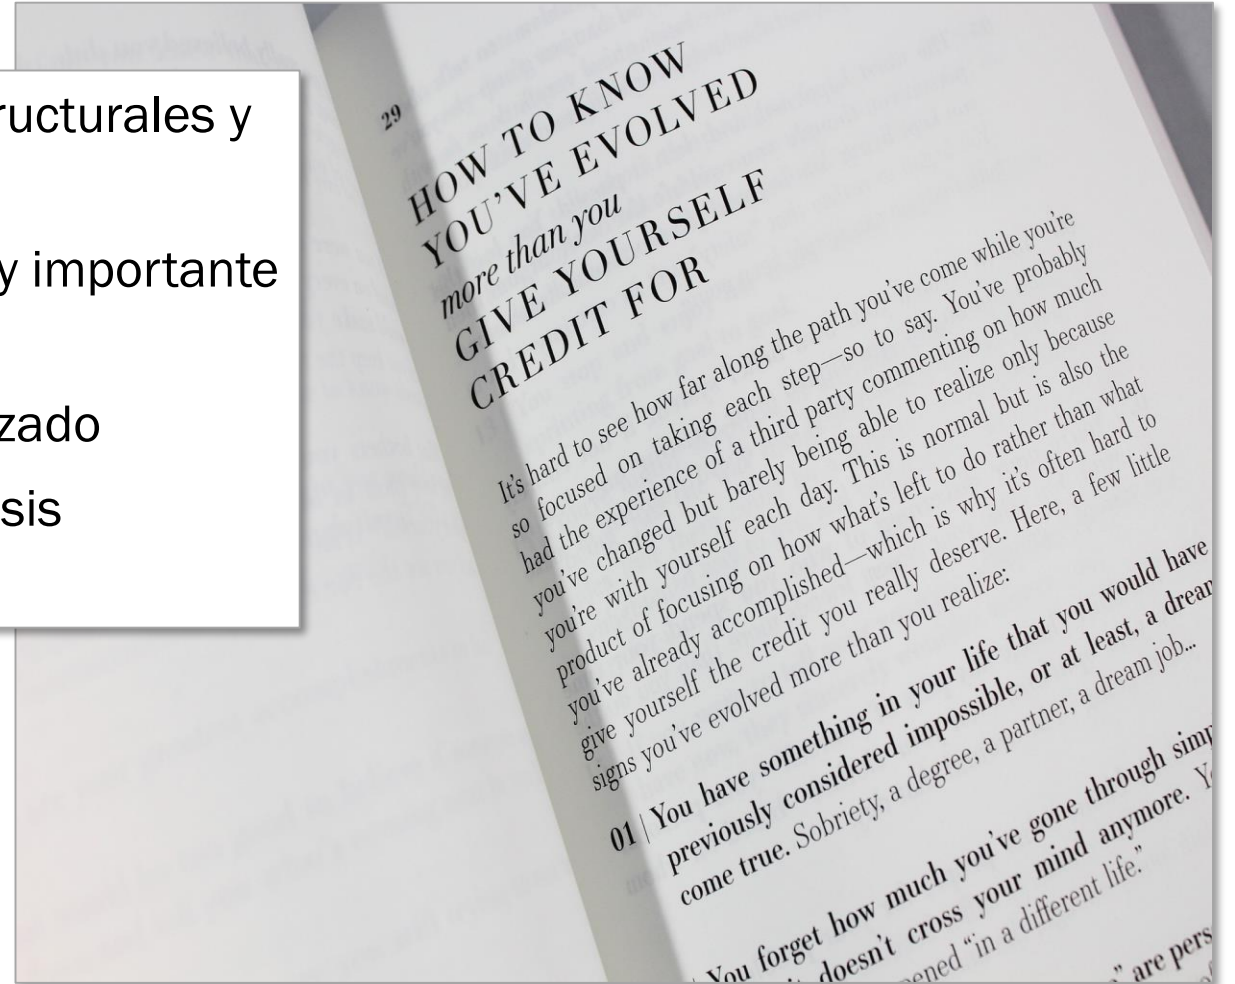 ructurales y
y importante
zado
sis
29
HOW TO KNOW
YOU'VE EVOLVED
more than you
GIVE YOURSELF
CREDIT FOR
It's hard to see how far along the path you've come while you're
so focused on taking each step—so to say. You've probably
had the experience of a third party commenting on how much
you've changed but barely being able to realize only because
you're with yourself each day. This is normal but is also the
product of focusing on how what's left to do rather than what
you've already accomplished—which is why it's often hard to
give yourself the credit you really deserve. Here, a few little
signs you've evolved more than you realize:
01 | You have something in your life that you would have
previously considered impossible, or at least, a dream
come true. Sobriety, a degree, a partner, a dream job...
You forget how much you've gone through simp
doesn't cross your mind anymore.
ened “in a different life.”
” are pers